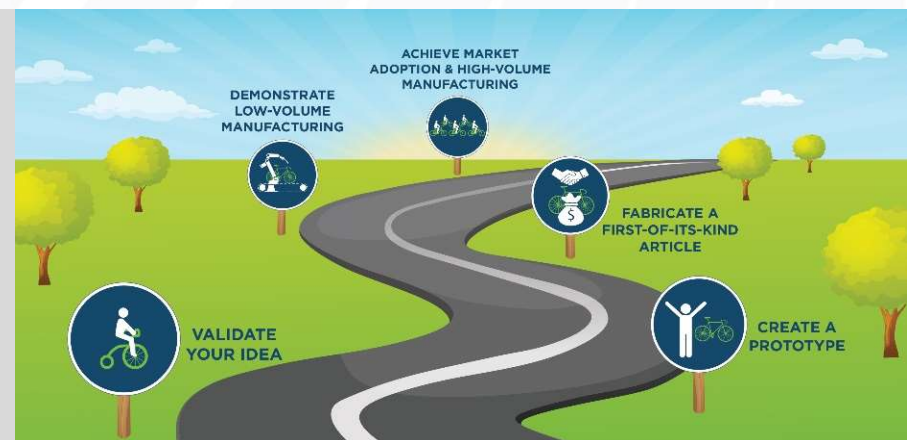 ACHIEVE MARKET
ADOPTION & HIGH-VOLUME
MANUFACTURING
DEMONSTRATE
LOW-VOLUME
MANUFACTURING
$
FABRICATE A
FIRST-OF-ITS-KIND
ARTICLE
VALIDATE
YOUR IDEA
CREATE A
PROTOTYPE